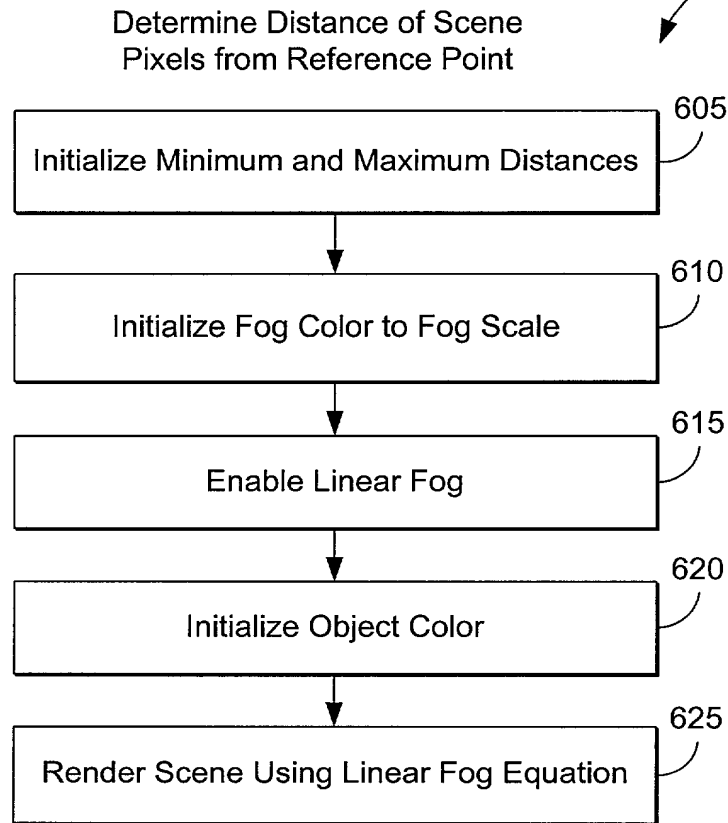 Determine Distance of Scene
Pixels from Reference Point
605
Initialize Minimum and Maximum Distances
610
Initialize Fog Color to Fog Scale
615
Enable Linear Fog
620
Initialize Object Color
625
Render Scene Using Linear Fog Equation